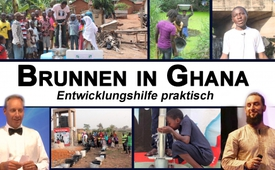 BRUNNEN IN GHANA
Entwicklungshilfe praktisch